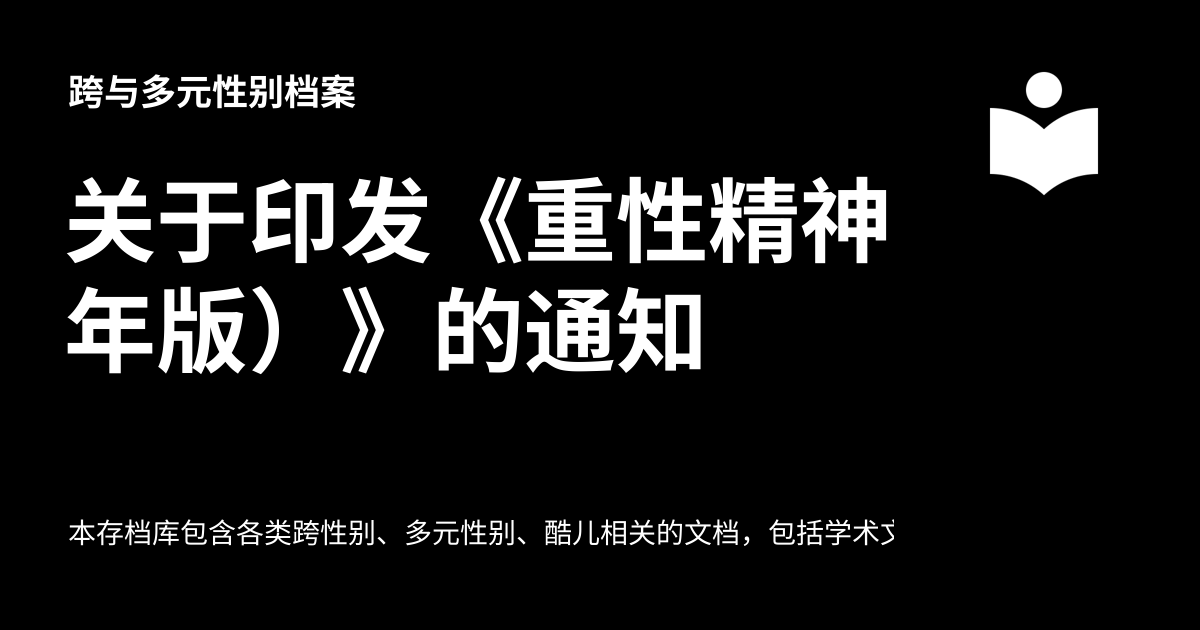 跨与多元性别档案
关于印发《重性精神
年版）》的通知
本存档库包含各类跨性别、多元性别、酷儿相关的文档，包括学术